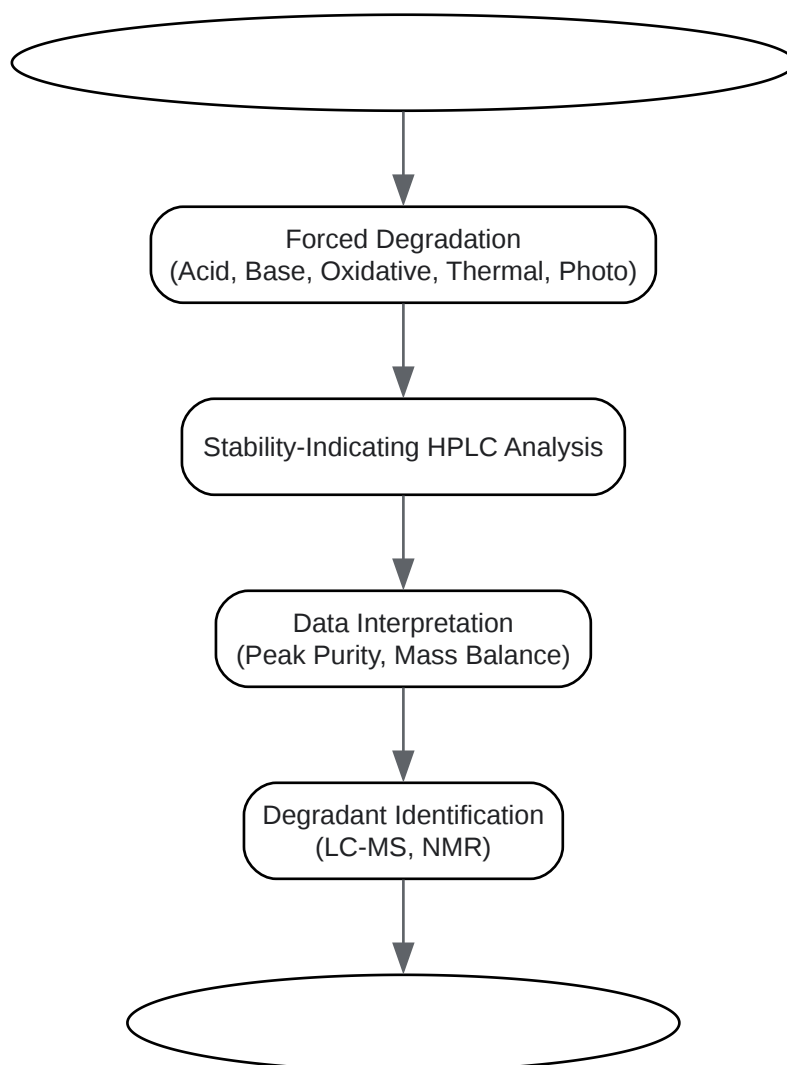 Forced Degradation
(Acid, Base, Oxidative, Thermal, Photo)
Stability-Indicating HPLC Analysis
Data Interpretation
(Peak Purity, Mass Balance)
Degradant Identification
(LC-MS, NMR)